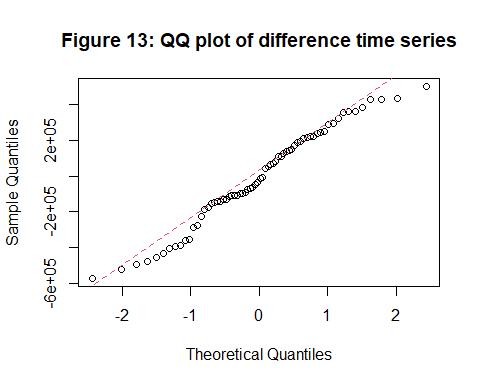 Figure 13: QQ plot of difference time series
Sample Quantiles
2e+05
-2e+05
-6e+05
-2
-1
0
1
2
Theoretical Quantiles